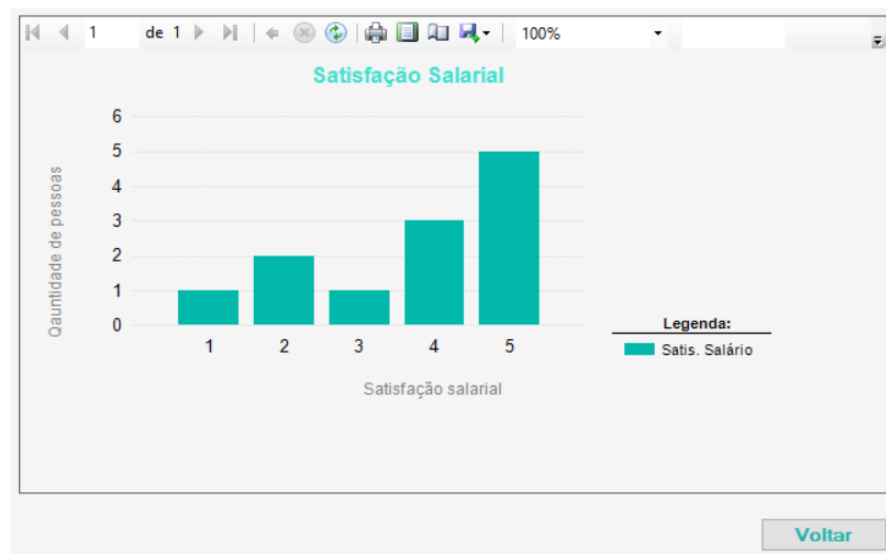 1 de 1 100%
Satisfação Salarial
6
5
4
3
2
1
0
Qauntidade de pessoas
1 2 3 4 5
Satisfação salarial
Legenda:
Satis. Salário
Voltar